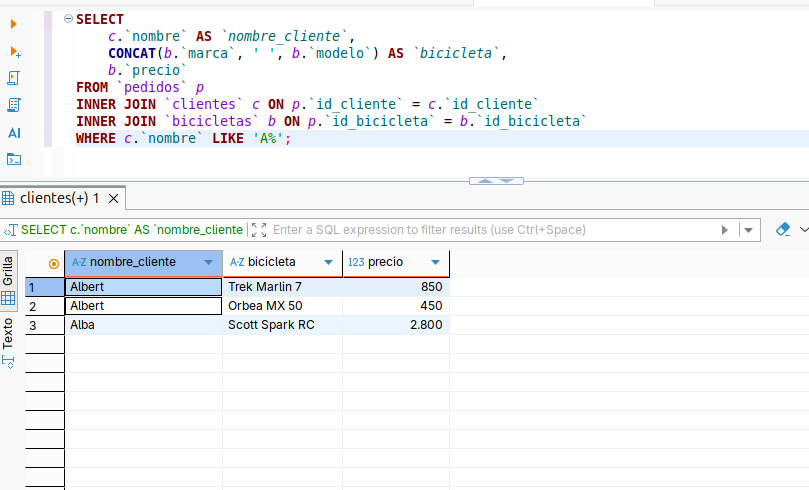 SELECT
c.`nombre` AS `nombre_cliente`,
CONCAT(b.`marca`, ' ', b.`modelo`) AS `bicicleta`,
b.`precio`
FROM `pedidos` p
INNER JOIN `clientes` c ON p.`id_cliente` = c.`id_cliente`
INNER JOIN `bicicletas` b ON p.`id_bicicleta` = b.`id_bicicleta`
WHERE c.`nombre` LIKE 'A%';
AI
clientes(+) 1
SELECT c.`nombre` AS `nombre_cliente
Enter a SQL expression to filter results (use Ctrl+Space)
Grilla
Texto
A-Z nombre_cliente A-Z bicicleta 123 precio
1 Albert Trek Marlin 7 850
2 Albert Orbea MX 50 450
3 Alba Scott Spark RC 2.800